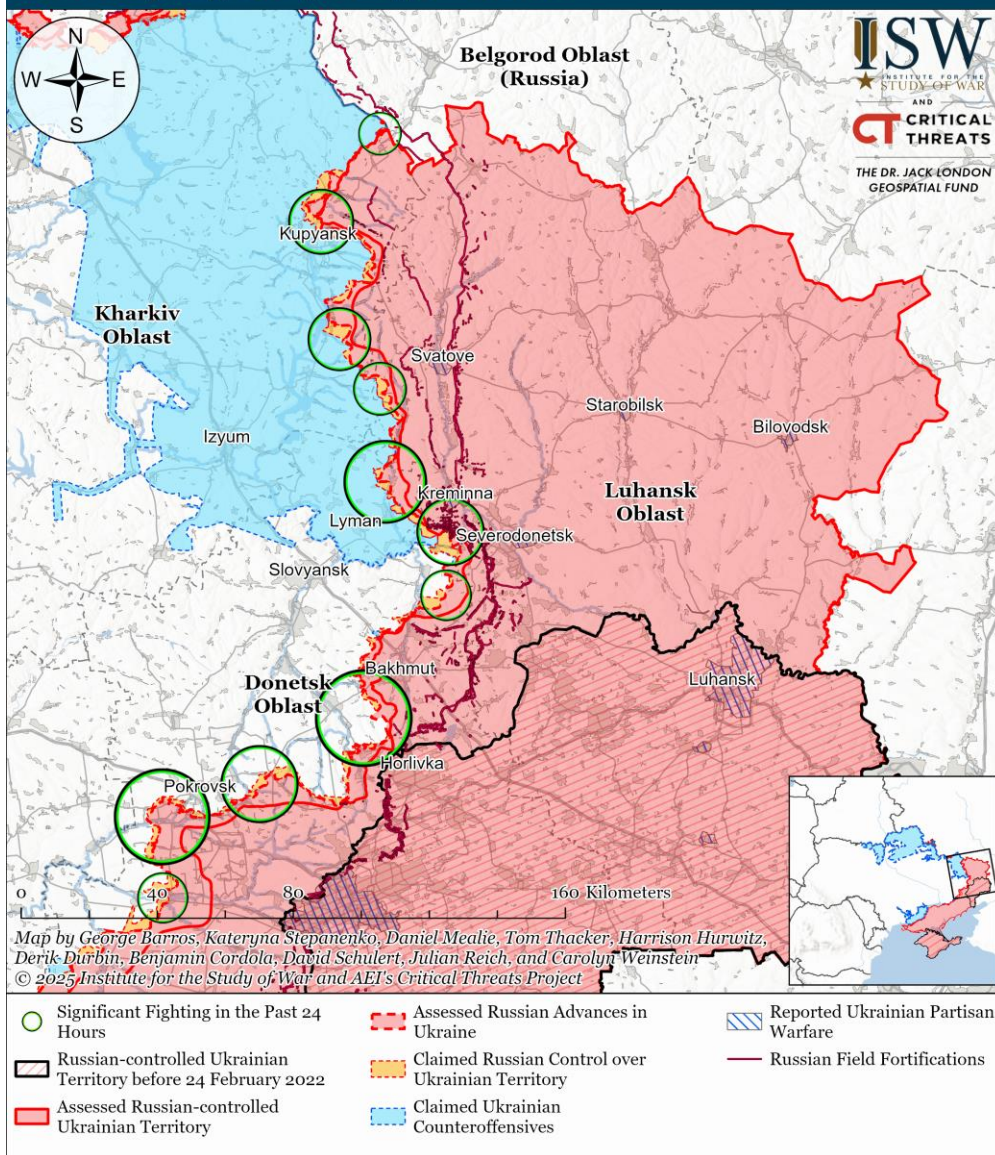 N
W E
S
Belgorod Oblast
(Russia)
ISW
INSTITUTE FOR THE
STUDY OF WAR
AND
CT CRITICAL
THREATS
THE DR. JACK LONDON
GEOSPATIAL FUND
Kupyansk
Kharkiv
Oblast
Svatove
Starobilsk
Bilovodsk
Izyum
Kreminna
Luhansk
Oblast
Lyman
Severodonetsk
Slovyansk
Bakhmut
Luhansk
Donetsk
Oblast
Horlivka
Pokrovsk
0 40 80 160 Kilometers
Map by George Barros, Kateryna Stepanenko, Daniel Mealie, Tom Thacker, Harrison Hurwitz,
Derik Durbin, Benjamin Cordola, David Schulert, Julian Reich, and Carolyn Weinstein
© 2025 Institute for the Study of War and AEI's Critical Threats Project
Significant Fighting in the Past 24
Hours
Russian-controlled Ukrainian
Territory before 24 February 2022
Assessed Russian-controlled
Ukrainian Territory
Assessed Russian Advances in
Ukraine
Claimed Russian Control over
Ukrainian Territory
Claimed Ukrainian
Counteroffensives
Reported Ukrainian Partisan
Warfare
Russian Field Fortifications